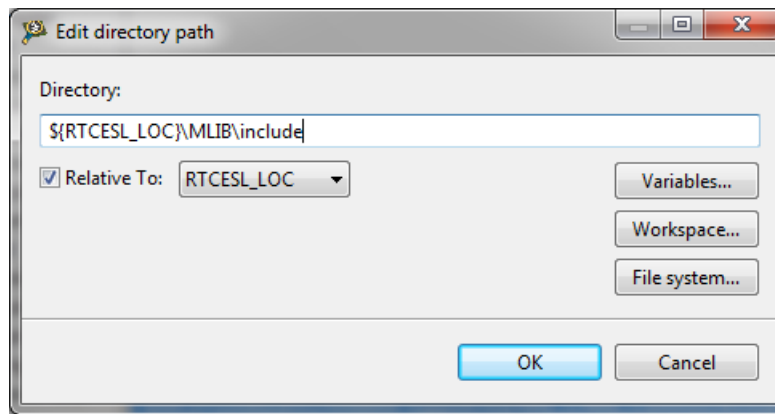 Edit directory path
Directory:
${RTCESL_LOC}\MLIB\include
Relative To: RTCESL_LOC
Variables...
Workspace...
File system...
OK Cancel